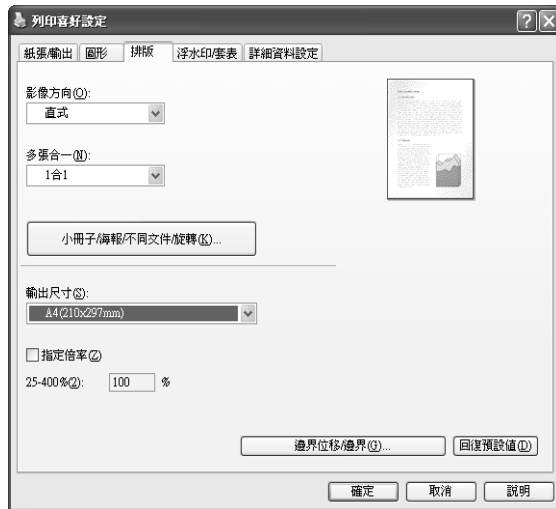 列印喜好設定
紙張/輸出 圖形 排版 浮水印/套表 詳細資料設定
影像方向(O):
直式
多張合一(N):
1合1
小冊子/海報/不同文件/旋轉(K)...
輸出尺寸(S):
A4(210x297mm)
指定倍率(Z)
25-400%(2): 100 %
邊界位移/邊界(G)... 回復預設值(D)
確定 取消 說明